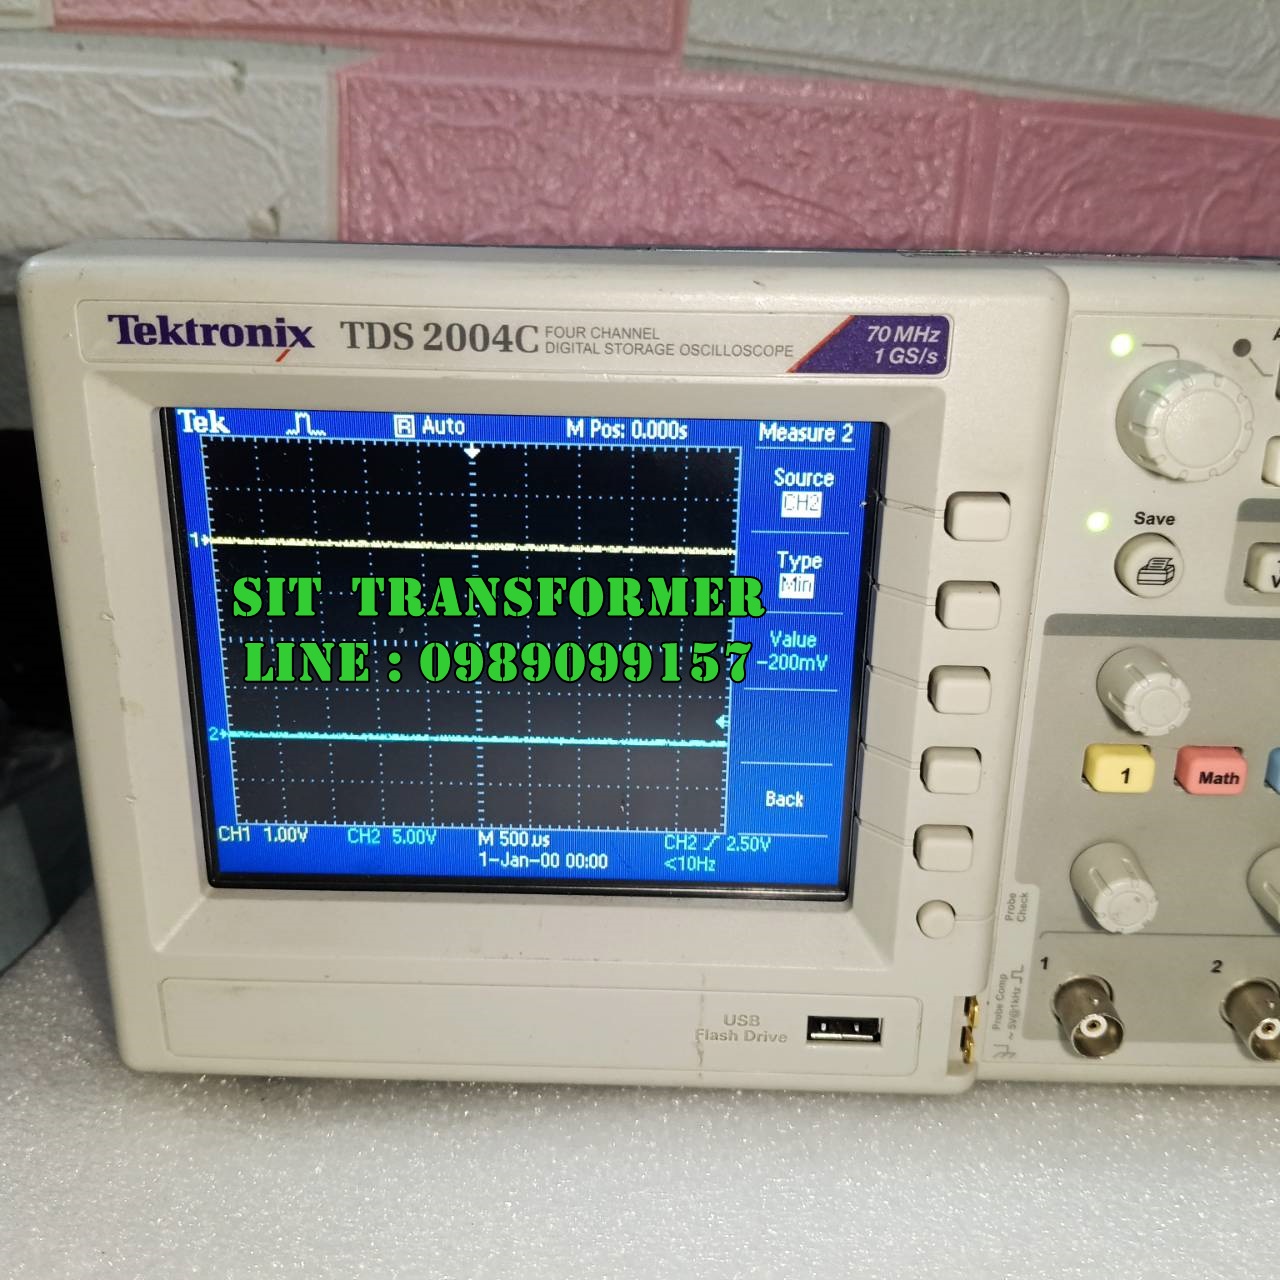 Tektronix TDS 2004C FOUR CHANNEL
DIGITAL STORAGE OSCILLOSCOPE
70 MHz
1 GS/s
Tek R Auto M Pos: 0.000s Measure 2
Source
CH2
Type
Min
Value
-200mV
Back
1
2
SIT TRANSFORMER
LINE : 0989099157
CH1 1.00V CH2 5.00V M 500µs CH2 2.50V
1-Jan-00 00:00 <10Hz
Save
1 Math
Probe
Check
1 2
Probe Comp
~ 5V@1kHz
USB
Flash Drive